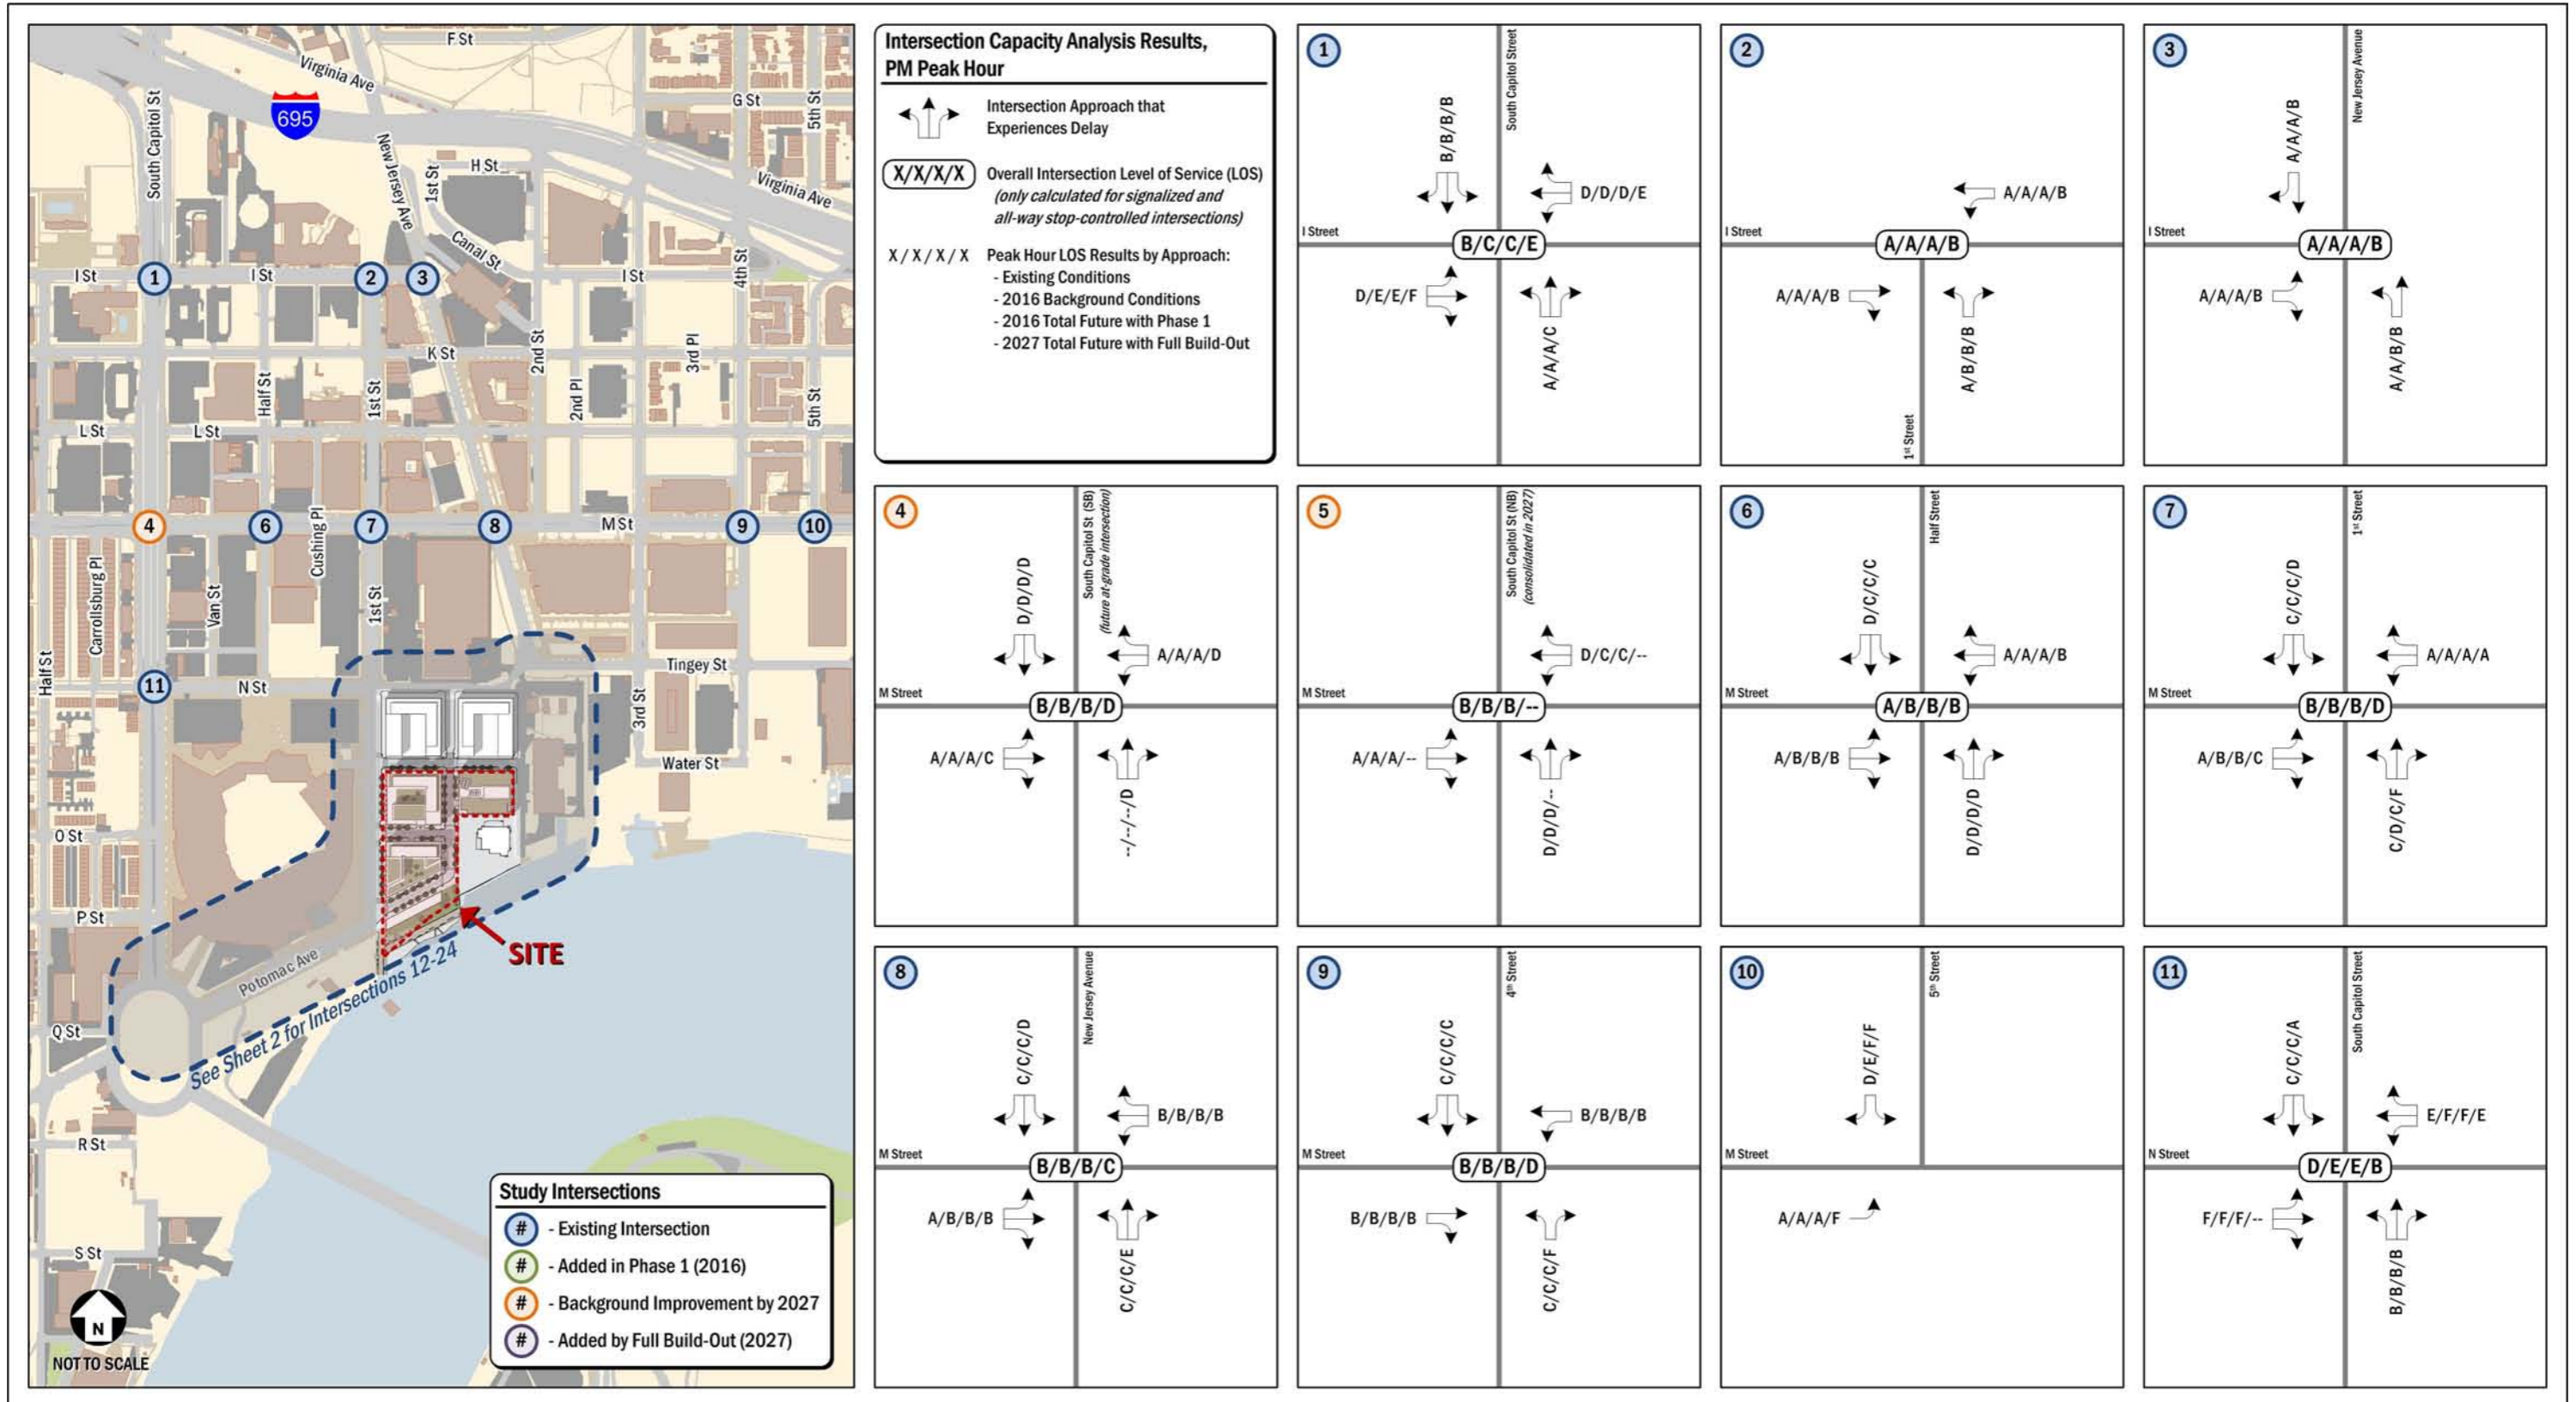 F St
Virginia Ave
South Capitol St
695
G St
5th St
New Jersey Ave
1st St
H St
Virginia Ave
Canal St
4th St
I St
1
I St
2
3
I St
K St
2nd St
3rd Pl
Half St
1st St
2nd Pl
5th St
L St
L St
4
6
Cushing Pl
7
8
M St
9
10
Carrollsburg Pl
Van St
1st St
Half St
11
N St
Tingey St
3rd St
Water St
O St
P St
SITE
Potomac Ave
See Sheet 2 for Intersections 12-24
Q St
R St
S St
N
NOT TO SCALE
Study Intersections
# - Existing Intersection
# - Added in Phase 1 (2016)
# - Background Improvement by 2027
# - Added by Full Build-Out (2027)
Intersection Capacity Analysis Results,
PM Peak Hour
Intersection Approach that
Experiences Delay
X/X/X/X
Overall Intersection Level of Service (LOS)
(only calculated for signalized and
all-way stop-controlled intersections)
X / X / X / X
Peak Hour LOS Results by Approach:
- Existing Conditions
- 2016 Background Conditions
- 2016 Total Future with Phase 1
- 2027 Total Future with Full Build-Out
1
South Capitol Street
B/B/B/B
D/D/D/E
I Street
B/C/C/E
D/E/E/F
A/A/A/C
2
A/A/A/B
I Street
A/A/A/B
A/A/A/B
A/B/B/B
1st Street
3
New Jersey Avenue
A/A/A/B
I Street
A/A/A/B
A/A/A/B
A/A/B/B
4
South Capitol St (SB)
(future at-grade intersection)
D/D/D/D
A/A/A/D
M Street
B/B/B/D
A/A/A/C
--/--/--/D
5
South Capitol St (NB)
(consolidated in 2027)
D/C/C/--
M Street
B/B/B/--
A/A/A/--
D/D/D/--
6
Half Street
D/C/C/C
A/A/A/B
M Street
A/B/B/B
A/B/B/B
D/D/D/D
7
1st Street
C/C/C/D
A/A/A/A
M Street
B/B/B/D
A/B/B/C
C/D/C/F
8
New Jersey Avenue
C/C/C/D
B/B/B/B
M Street
B/B/B/C
A/B/B/B
C/C/C/E
9
4th Street
C/C/C/C
B/B/B/B
M Street
B/B/B/D
B/B/B/B
C/C/C/F
10
5th Street
D/E/F/F
M Street
A/A/A/F
11
South Capitol Street
C/C/C/A
E/F/F/E
N Street
D/E/E/B
F/F/F/--
B/B/B/B